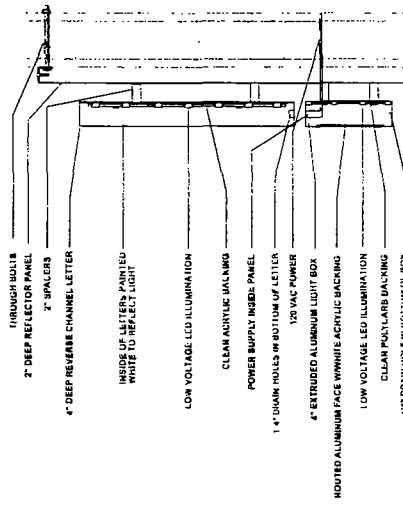 THROUGH BOLTS
2" DEEP REFLECTOR PANEL
2" SPACERS
4" DEEP REVERSE CHANNEL LETTER
INSIDE OF LETTERS PAINTED
WHITE TO REFLECT LIGHT
LOW VOLTAGE LED ILLUMINATION
CLEAR ACRYLIC BACKING
POWER SUPPLY INSIDE PANEL
1 4" DRAIN HOLES IN BOTTOM OF LETTER
120 VAC POWER
4" EXTRUDED ALUMINUM LIGHT BOX
ROUTED ALUMINUM FACE W/WHITE ACRYLIC BACKING
LOW VOLTAGE LED ILLUMINATION
CLEAR POLYCARB BACKING